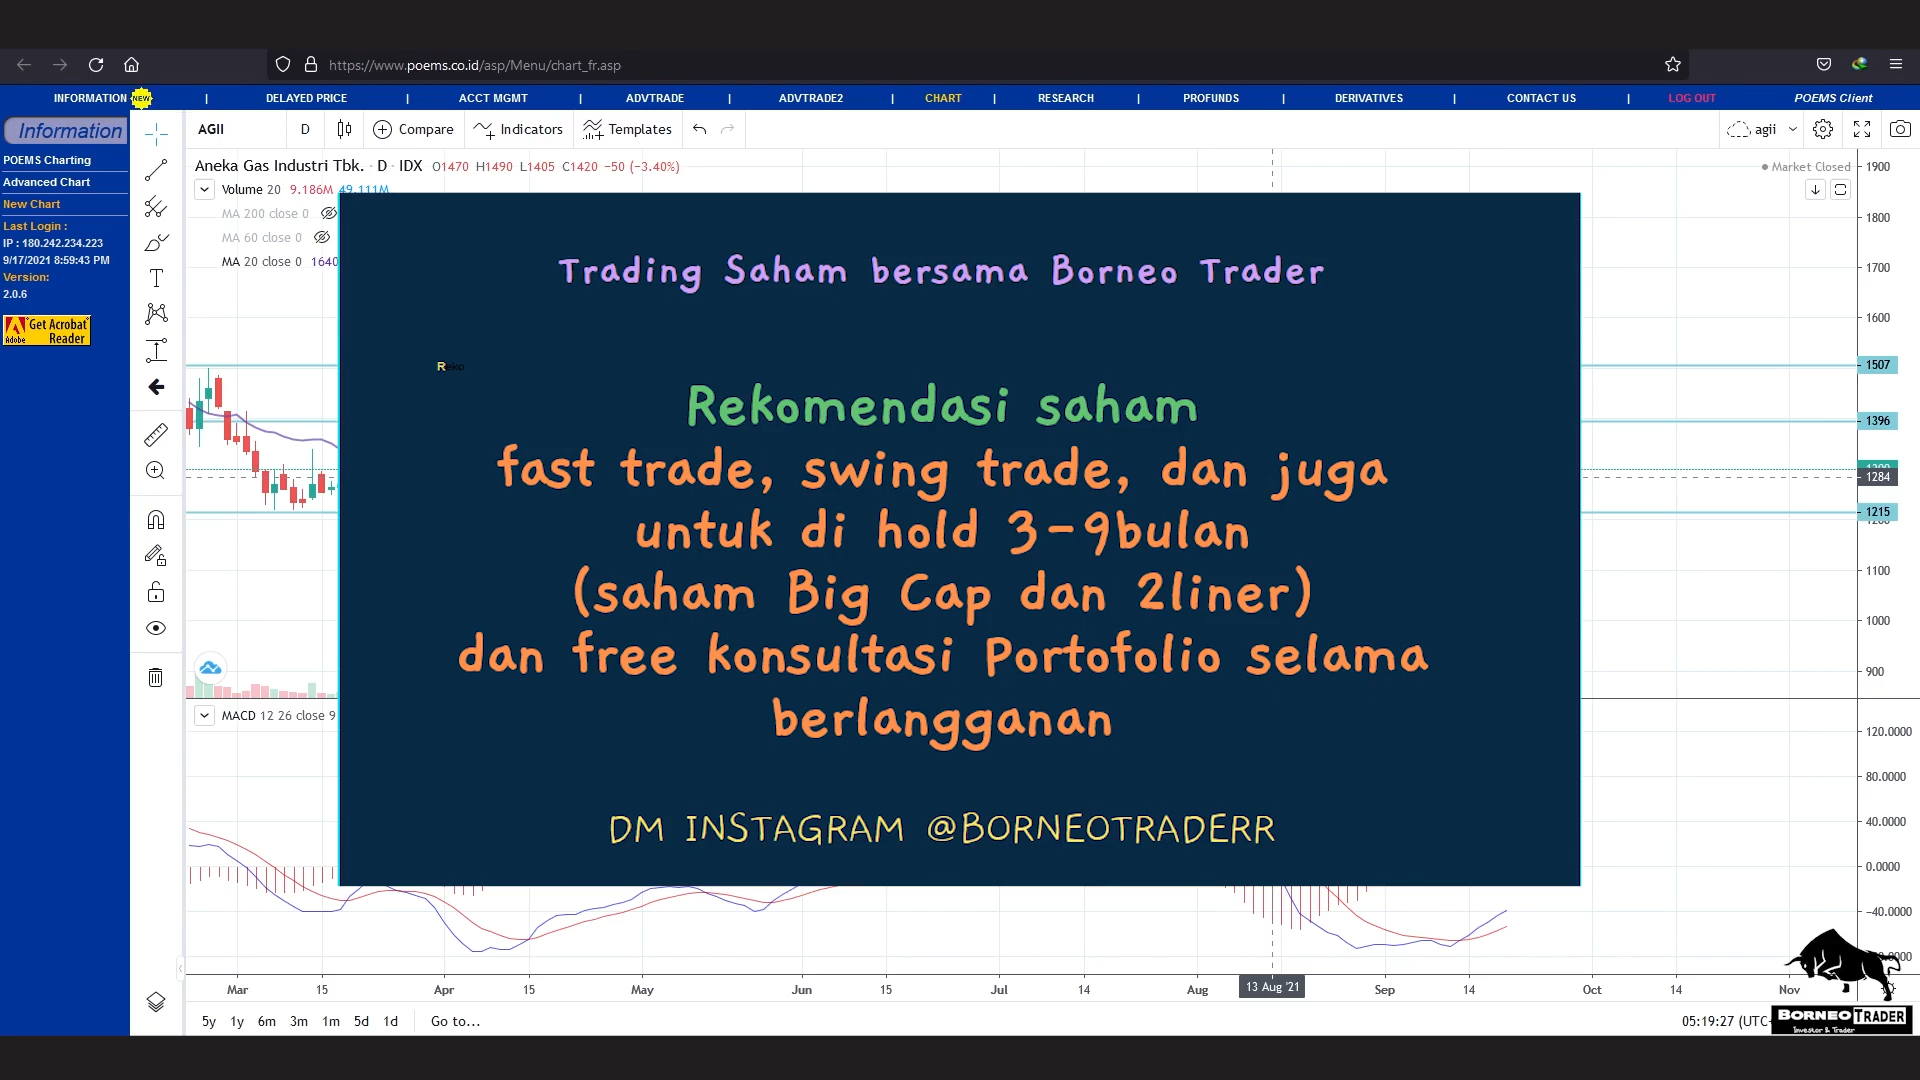 https://www.poems.co.id/asp/Menu/chart_fr.asp
INFORMATION NEW | DELAYED PRICE | ACCT MGMT | ADVTRADE | ADVTRADE2 | CHART | RESEARCH | PROFUNDS | DERIVATIVES | CONTACT US | LOG OUT POEMS Client
Information
POEMS Charting
Advanced Chart
New Chart
Last Login :
IP : 180.242.234.223
9/17/2021 8:59:43 PM
Version:
2.0.6
Get Acrobat
Adobe Reader
AGII D Compare Indicators Templates agii
Aneka Gas Industri Tbk. · D · IDX O1470 H1490 L1405 C1420 −50 (−3.40%)
Market Closed
Volume 20 9.186M 49.111M
MA 200 close 0
MA 60 close 0
MA 20 close 0 1640
Trading Saham bersama Borneo Trader
Reko
Rekomendasi saham
fast trade, swing trade, dan juga
untuk di hold 3-9bulan
(saham Big Cap dan 2liner)
dan free konsultasi Portofolio selama
berlangganan
DM INSTAGRAM @BORNEOTRADERR
1900
1800
1700
1600
1507
1396
1284
1215
1100
1000
900
MACD 12 26 close 9
120.0000
80.0000
40.0000
0.0000
−40.0000
Mar 15 Apr 15 May Jun 15 Jul 14 Aug 13 Aug '21 Sep 14 Oct 14 Nov
5y 1y 6m 3m 1m 5d 1d Go to...
05:19:27 (UTC
BORNEO TRADER
Investor & Trader